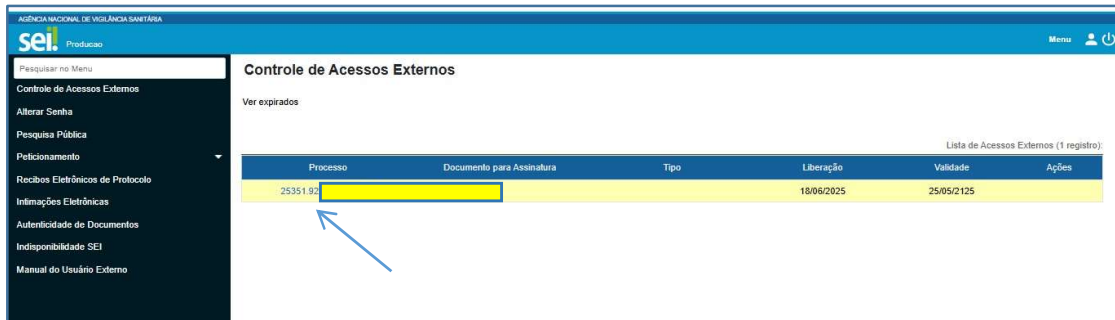 AGÊNCIA NACIONAL DE VIGILÂNCIA SANITÁRIA
sei! Producao
Menu
Pesquisar no Menu
Controle de Acessos Externos
Alterar Senha
Pesquisa Pública
Peticionamento
Recibos Eletrônicos de Protocolo
Intimações Eletrônicas
Autenticidade de Documentos
Indisponibilidade SEI
Manual do Usuário Externo
Controle de Acessos Externos
Ver expirados
Lista de Acessos Externos (1 registro):
Processo Documento para Assinatura Tipo Liberação Validade Ações
25351.92 18/06/2025 25/05/2125